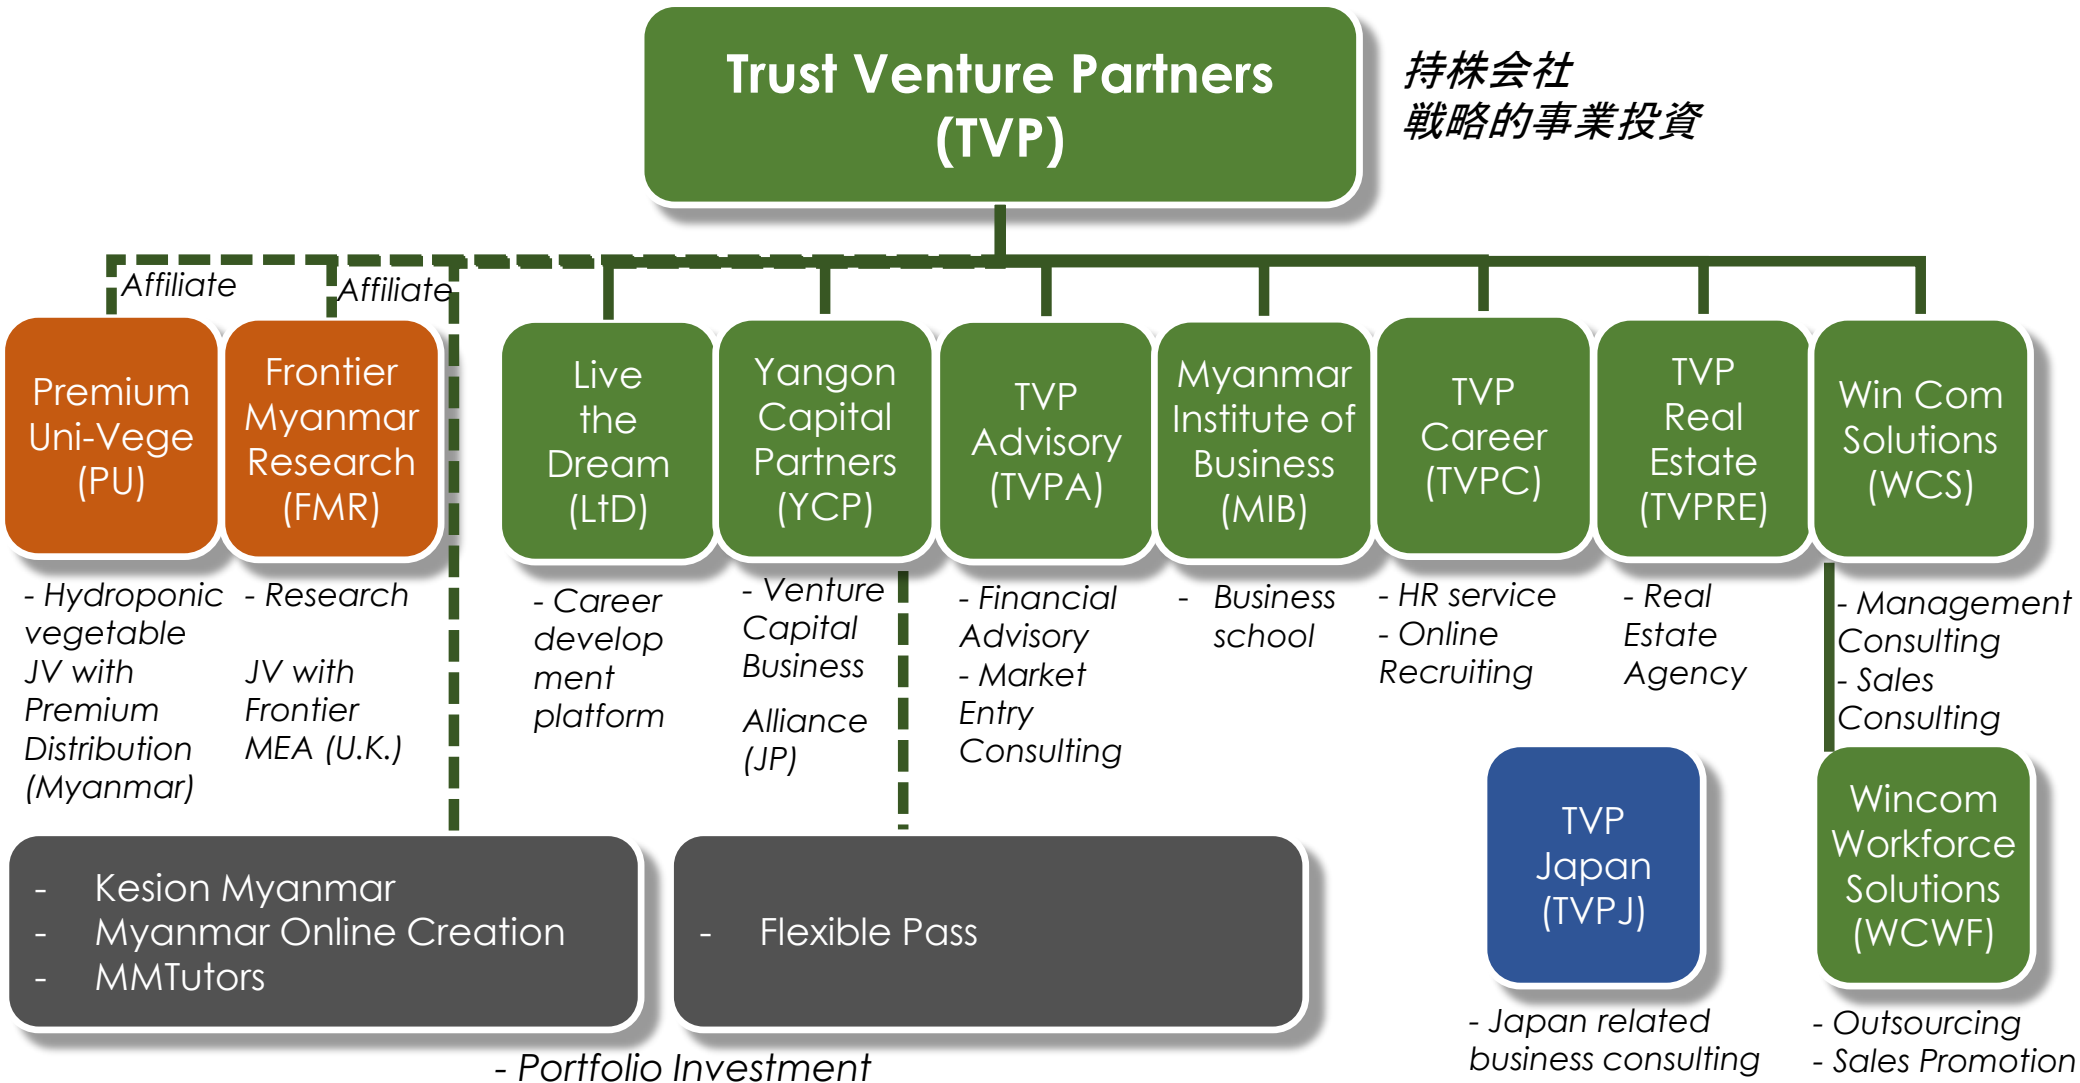 Trust Venture Partners
(TVP)
持株会社
戦略的事業投資
Affiliate
Affiliate
Premium
Uni-Vege
(PU)
Frontier
Myanmar
Research
(FMR)
Live
the
Dream
(LtD)
Yangon
Capital
Partners
(YCP)
TVP
Advisory
(TVPA)
Myanmar
Institute of
Business
(MIB)
TVP
Career
(TVPC)
TVP
Real
Estate
(TVPRE)
Win Com
Solutions
(WCS)
- Hydroponic
vegetable
JV with
Premium
Distribution
(Myanmar)
- Research
JV with
Frontier
MEA (U.K.)
- Career
develop
ment
platform
- Venture
Capital
Business
Alliance
(JP)
- Financial
Advisory
- Market
Entry
Consulting
- Business
school
- HR service
- Online
Recruiting
- Real
Estate
Agency
- Management
Consulting
- Sales
Consulting
- Kesion Myanmar
- Myanmar Online Creation
- MMTutors
- Flexible Pass
TVP
Japan
(TVPJ)
Wincom
Workforce
Solutions
(WCWF)
- Portfolio Investment
- Japan related
business consulting
- Outsourcing
- Sales Promotion